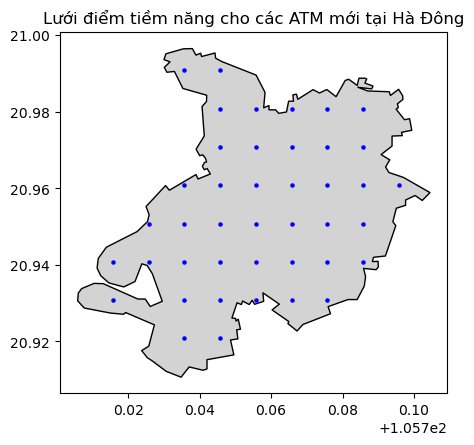 Lưới điểm tiềm năng cho các ATM mới tại Hà Đông
21.00
20.98
20.96
20.94
20.92
0.02 0.04 0.06 0.08 0.10
+1.057e2